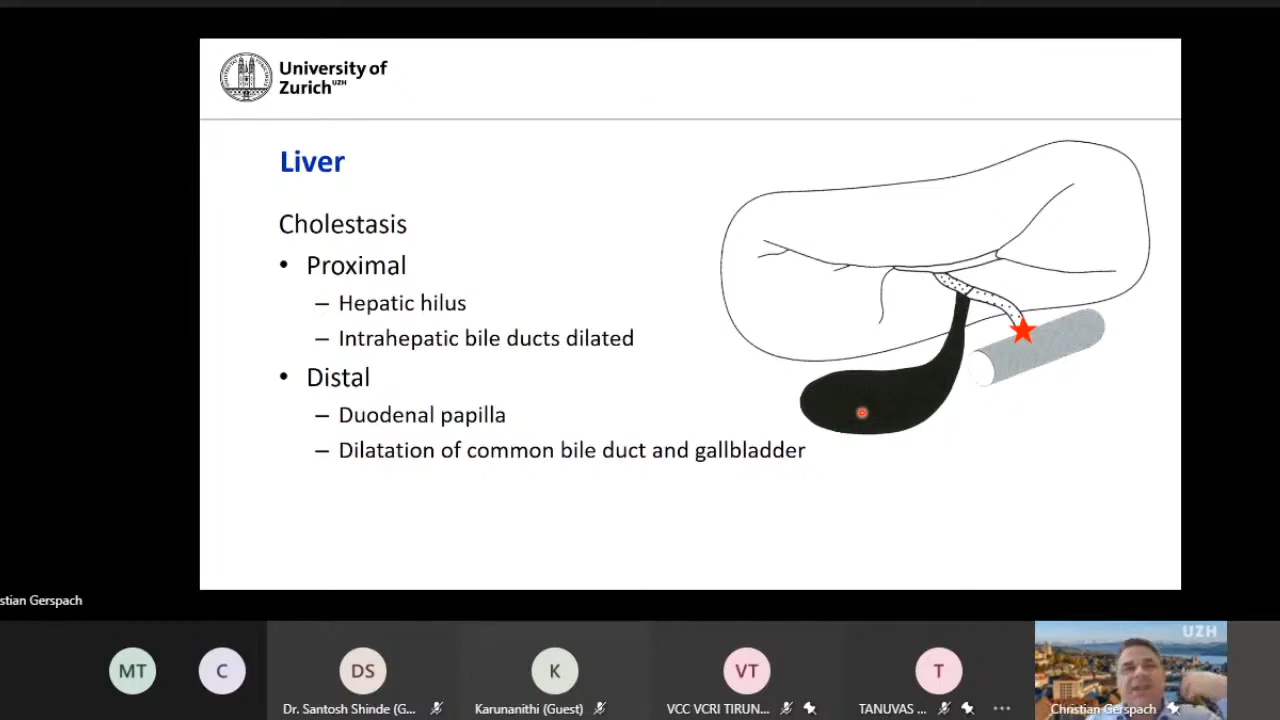 University of
Zurich UZH
Liver
Cholestasis
• Proximal
– Hepatic hilus
– Intrahepatic bile ducts dilated
• Distal
– Duodenal papilla
– Dilatation of common bile duct and gallbladder
stian Gerspach
UZH
MT
C
DS
K
VT
T
Dr. Santosh Shinde (G...
Karunanithi (Guest)
VCC VCRI TIRUN...
TANUVAS ...
Christian Gerspach